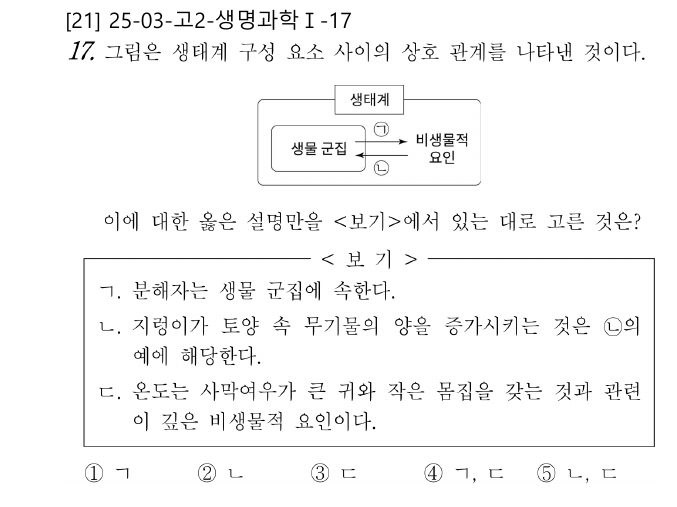 [21] 25-03-고2-생명과학Ⅰ-17
17. 그림은 생태계 구성 요소 사이의 상호 관계를 나타낸 것이다.
생태계
생물 군집
㉠
㉡
비생물적
요인
이에 대한 옳은 설명만을 <보기>에서 있는 대로 고른 것은?
< 보 기 >
ㄱ. 분해자는 생물 군집에 속한다.
ㄴ. 지렁이가 토양 속 무기물의 양을 증가시키는 것은 ㉡의
예에 해당한다.
ㄷ. 온도는 사막여우가 큰 귀와 작은 몸집을 갖는 것과 관련
이 깊은 비생물적 요인이다.
① ㄱ ② ㄴ ③ ㄷ ④ ㄱ, ㄷ ⑤ ㄴ, ㄷ